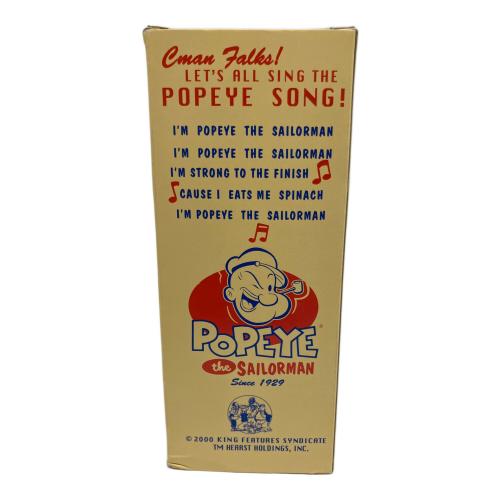 Cman Falks!
LET'S ALL SING THE
POPEYE SONG!
I'M POPEYE THE SAILORMAN
I'M POPEYE THE SAILORMAN
I'M STRONG TO THE FINISH
CAUSE I EATS ME SPINACH
I'M POPEYE THE SAILORMAN
POPEYE®
the SAILORMAN
Since 1929
© 2000 KING FEATURES SYNDICATE
TM HEARST HOLDINGS, INC.